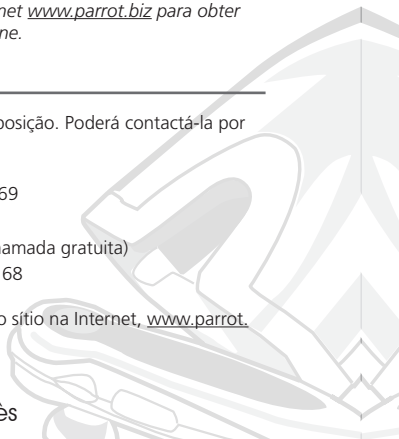 net www.parrot.biz para obter
ne.
posição. Poderá contactá-la por
69
hamada gratuita)
68
o sítio na Internet, www.parrot.
ês